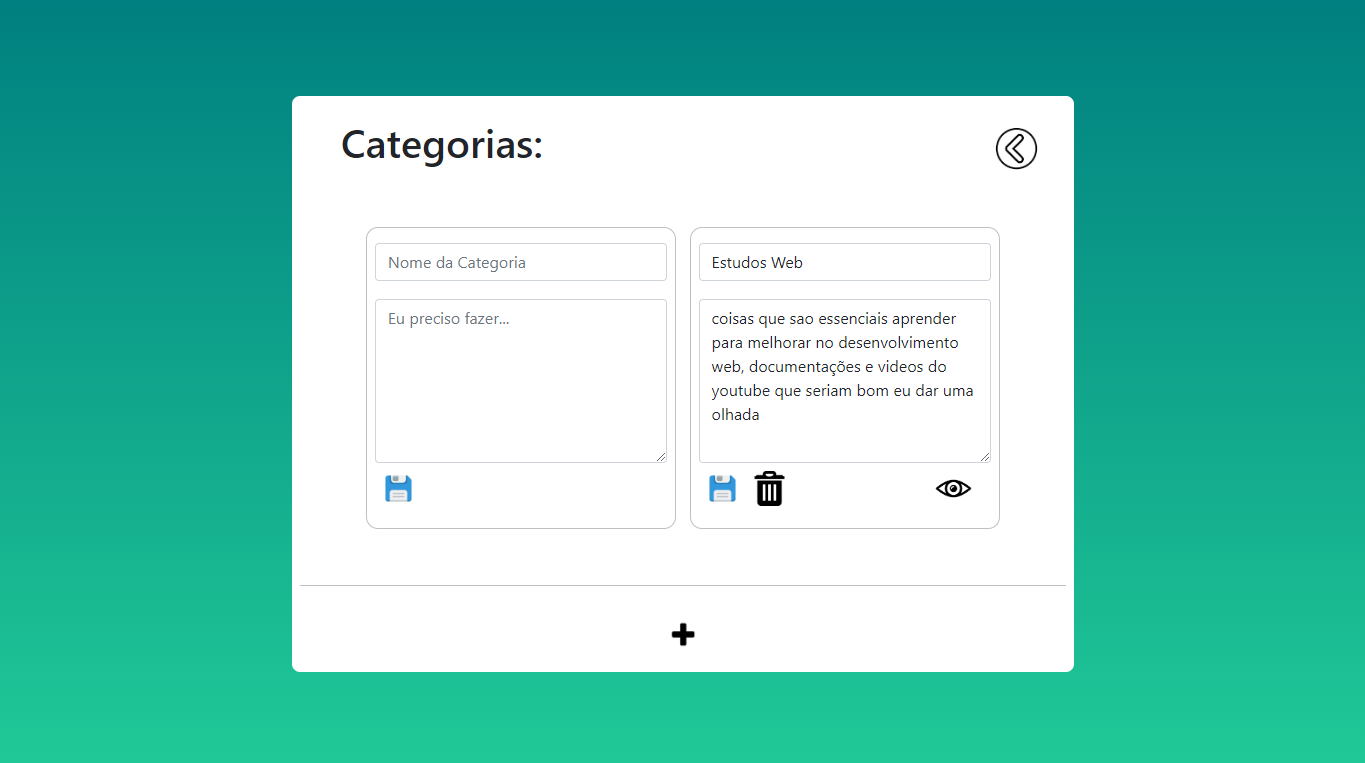 Categorias:
Nome da Categoria
Eu preciso fazer...
Estudos Web
coisas que sao essenciais aprender
para melhorar no desenvolvimento
web, documentações e videos do
youtube que seriam bom eu dar uma
olhada